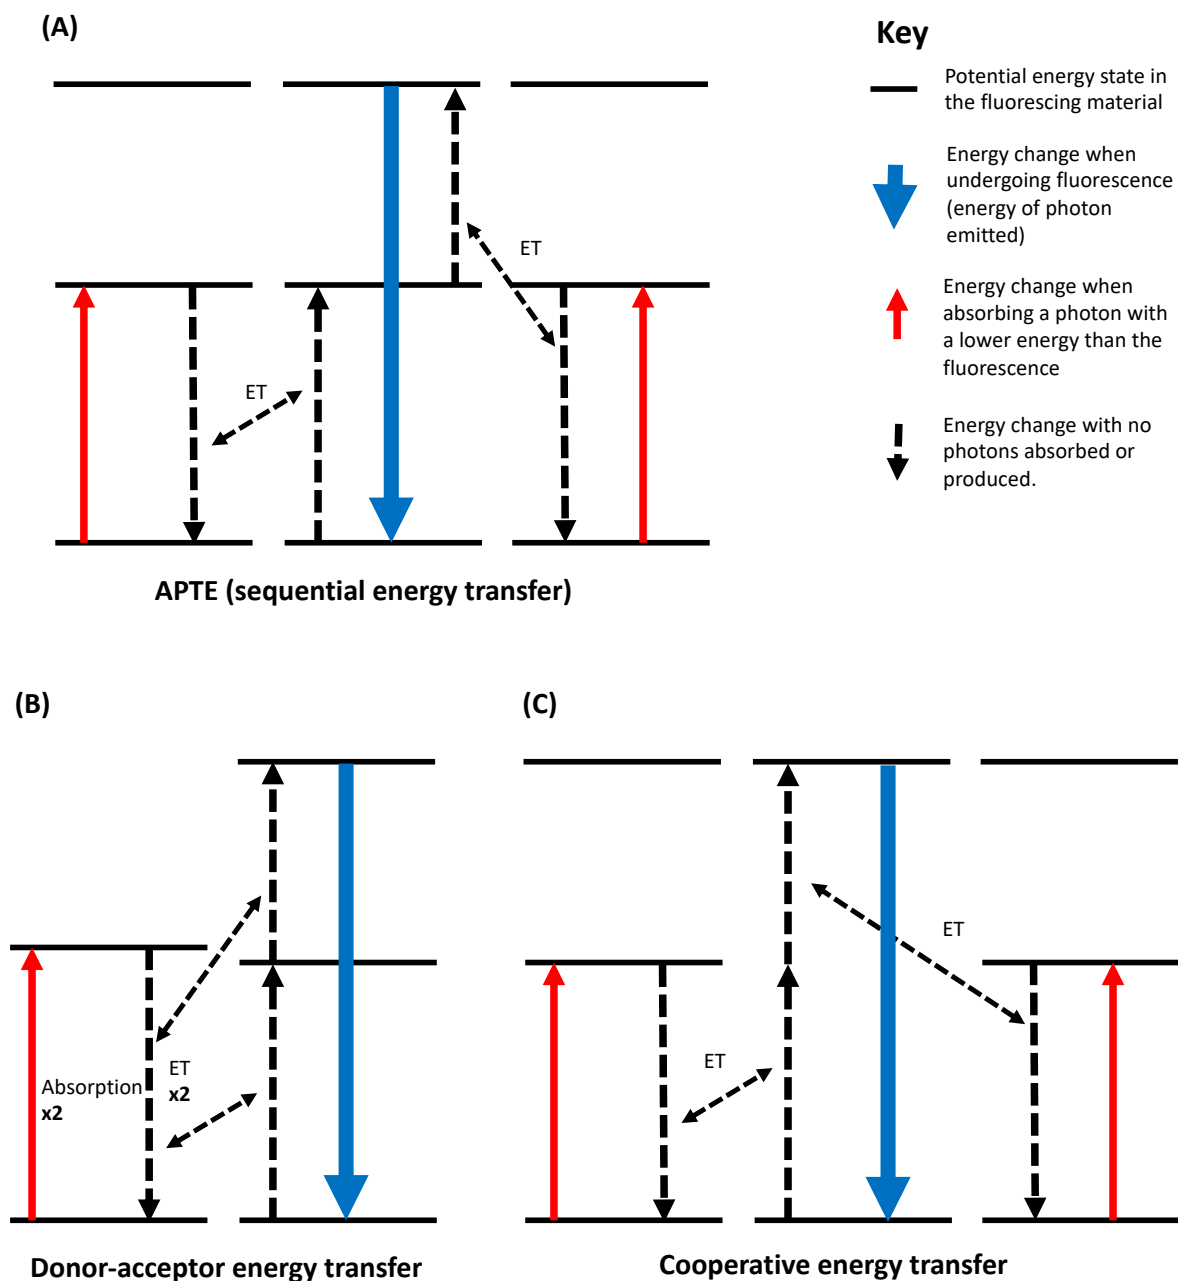 (A)
Key
Potential energy state in
the fluorescing material
Energy change when
undergoing fluorescence
(energy of photon
emitted)
ET
Energy change when
absorbing a photon with
a lower energy than the
fluorescence
ET
Energy change with no
photons absorbed or
produced.
APTE (sequential energy transfer)
(B)
(C)
ET
Absorption
x2
ET
x2
ET
Donor-acceptor energy transfer
Cooperative energy transfer